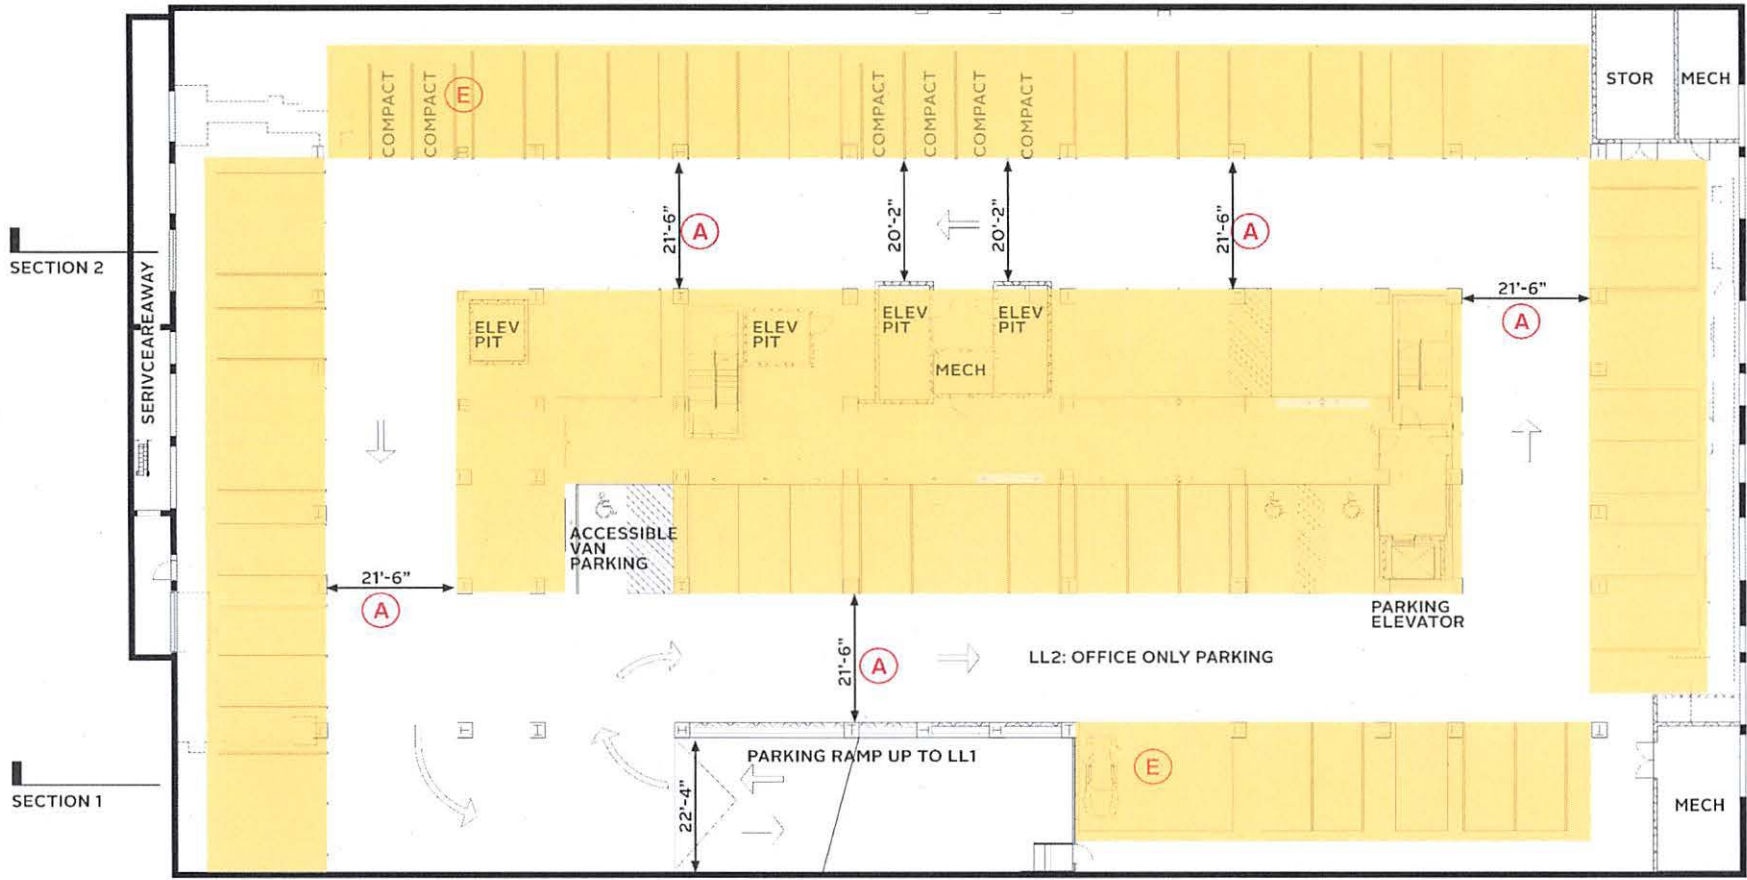 COMPACT
COMPACT
E
COMPACT
COMPACT
COMPACT
COMPACT
STOR
MECH
SECTION 2
SERIVCEAREAWAY
21'-6"
A
20'-2"
20'-2"
21'-6"
A
21'-6"
A
ELEV
PIT
ELEV
PIT
ELEV
PIT
ELEV
PIT
MECH
ACCESSIBLE
VAN
PARKING
21'-6"
A
PARKING
ELEVATOR
21'-6"
A
LL2: OFFICE ONLY PARKING
PARKING RAMP UP TO LL1
22'-4"
E
SECTION 1
MECH